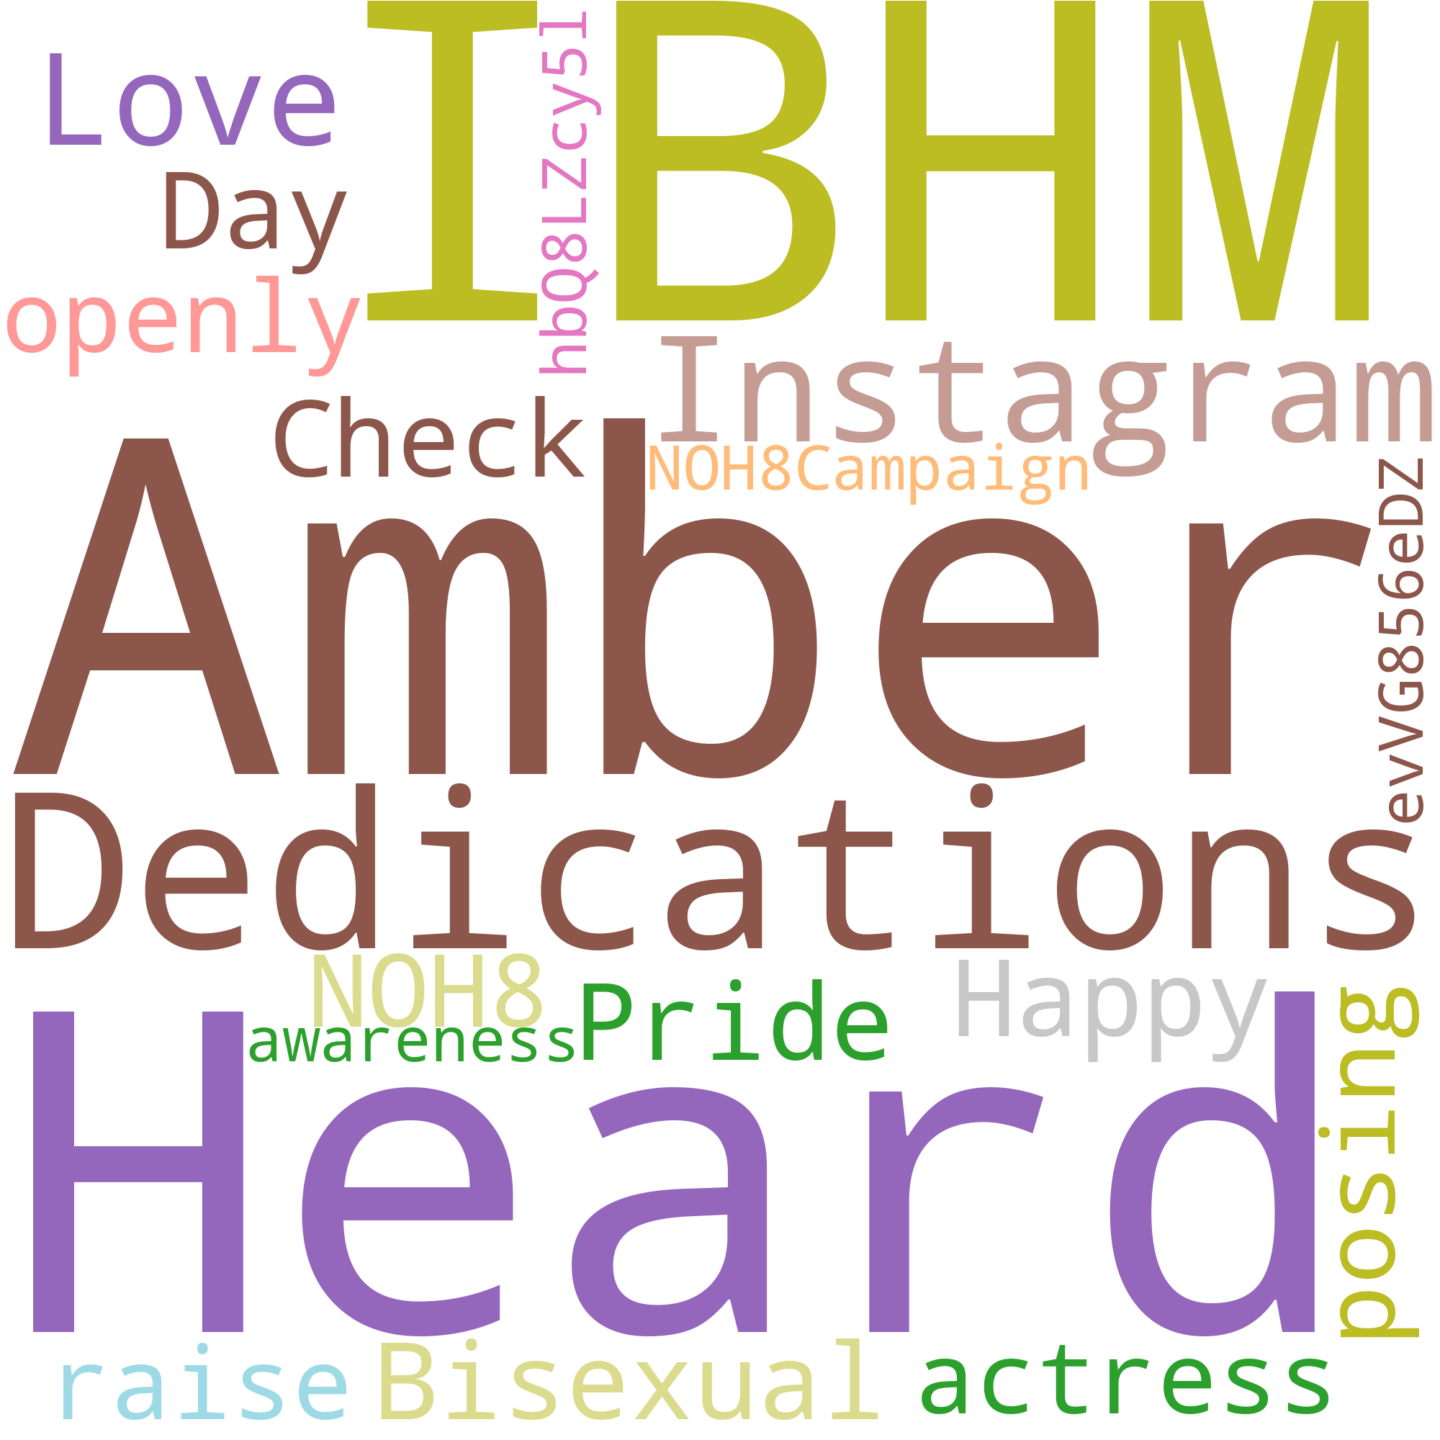 IBHM
Love
hbQ8LZcy5l
Day
openly
Instagram
Check
NOH8Campaign
Amber
evVG856eDZ
Dedications
NOH8
Happy
Pride
awareness
posing
Heard
raise
Bisexual
actress